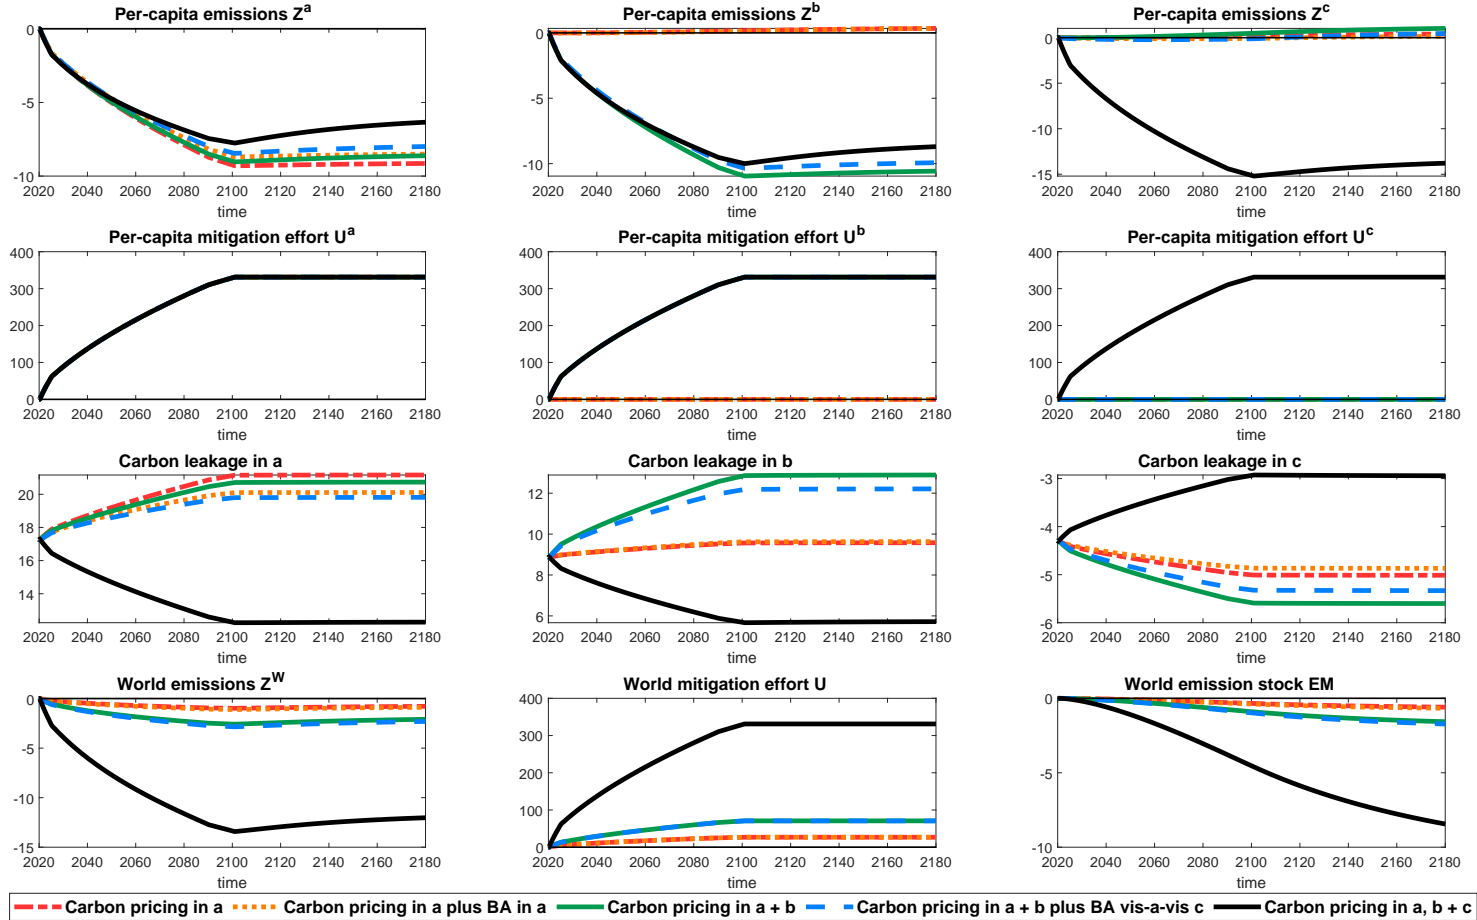 Per-capita emissions Z^a
0
-5
-10
2020 2040 2060 2080 2100 2120 2140 2160 2180
time
Per-capita emissions Z^b
0
-5
-10
2020 2040 2060 2080 2100 2120 2140 2160 2180
time
Per-capita emissions Z^c
0
-5
-10
-15
2020 2040 2060 2080 2100 2120 2140 2160 2180
time
Per-capita mitigation effort U^a
400
300
200
100
0
2020 2040 2060 2080 2100 2120 2140 2160 2180
time
Per-capita mitigation effort U^b
400
300
200
100
0
2020 2040 2060 2080 2100 2120 2140 2160 2180
time
Per-capita mitigation effort U^c
400
300
200
100
0
2020 2040 2060 2080 2100 2120 2140 2160 2180
time
Carbon leakage in a
20
18
16
14
2020 2040 2060 2080 2100 2120 2140 2160 2180
time
Carbon leakage in b
12
10
8
6
2020 2040 2060 2080 2100 2120 2140 2160 2180
time
Carbon leakage in c
-3
-4
-5
-6
2020 2040 2060 2080 2100 2120 2140 2160 2180
time
World emissions Z^W
0
-5
-10
-15
2020 2040 2060 2080 2100 2120 2140 2160 2180
time
World mitigation effort U
400
300
200
100
0
2020 2040 2060 2080 2100 2120 2140 2160 2180
time
World emission stock EM
0
-5
-10
2020 2040 2060 2080 2100 2120 2140 2160 2180
time
Carbon pricing in a Carbon pricing in a plus BA in a Carbon pricing in a + b Carbon pricing in a + b plus BA vis-a-vis c Carbon pricing in a, b + c